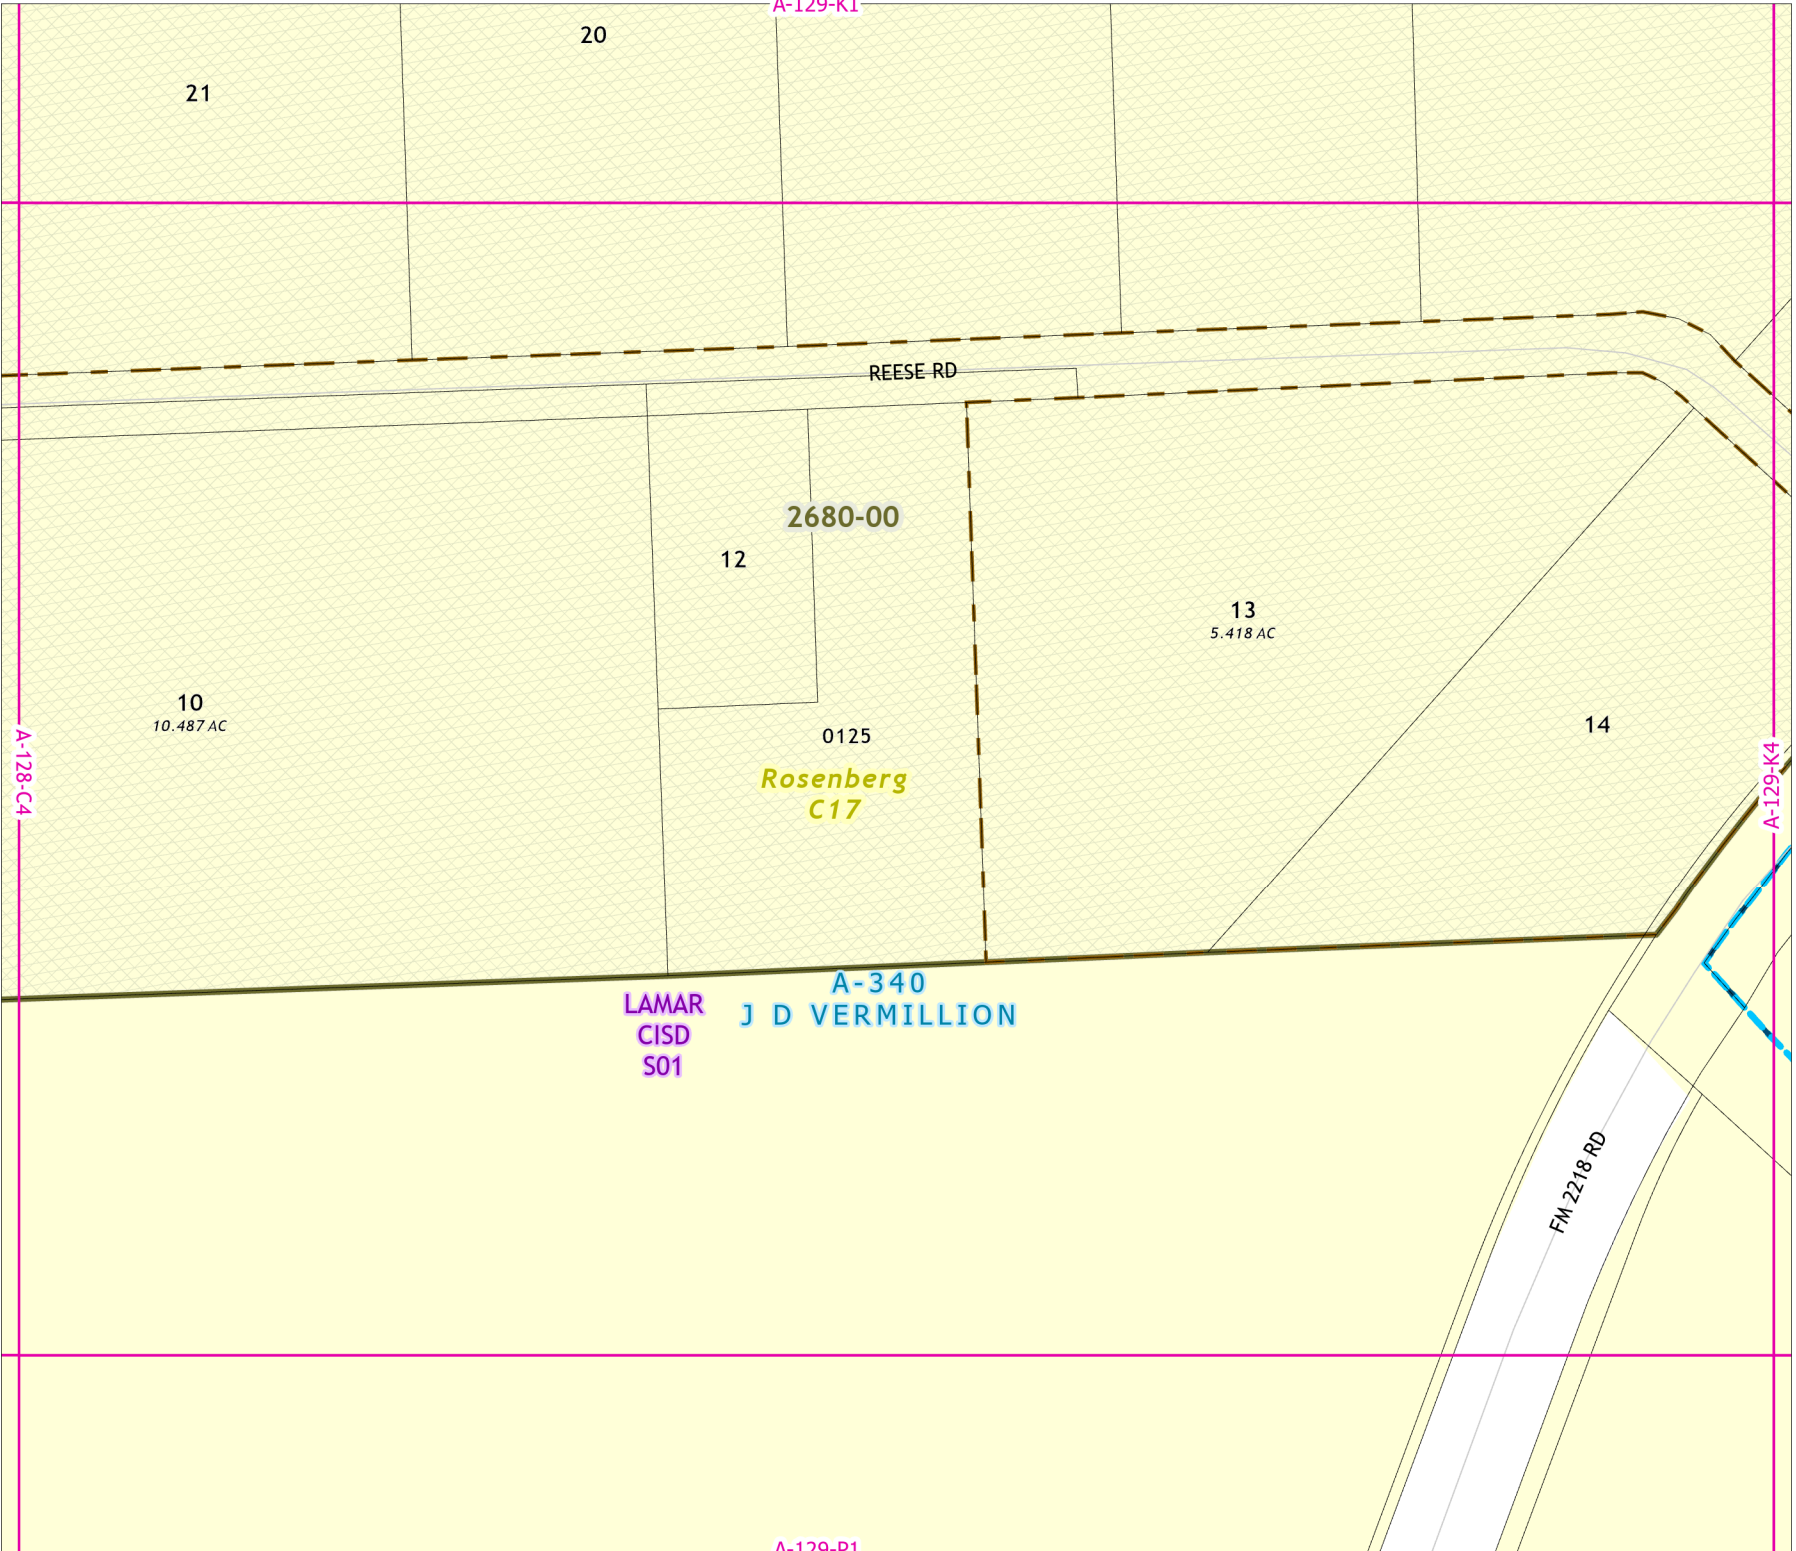 A-129-K1
20
21
REESE RD
2680-00
12
13
5.418 AC
10
10.487 AC
14
0125
Rosenberg
C17
A-128-C4
A-129-K4
A-340
J D VERMILLION
LAMAR
CISD
S01
FM 2218 RD
A-129-P1